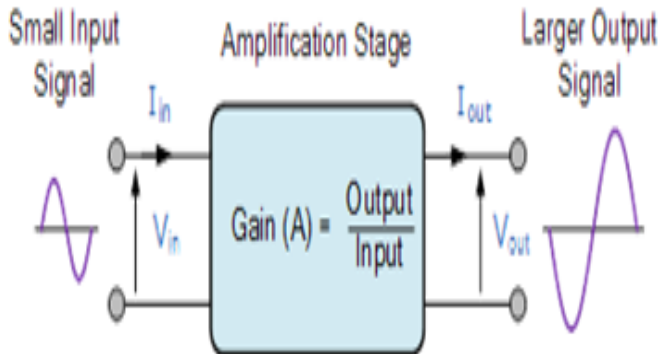 Small Input
Signal
Amplification Stage
Larger Output
Signal
Iin
Iout
Vin
Gain (A) = Output
Input
Vout